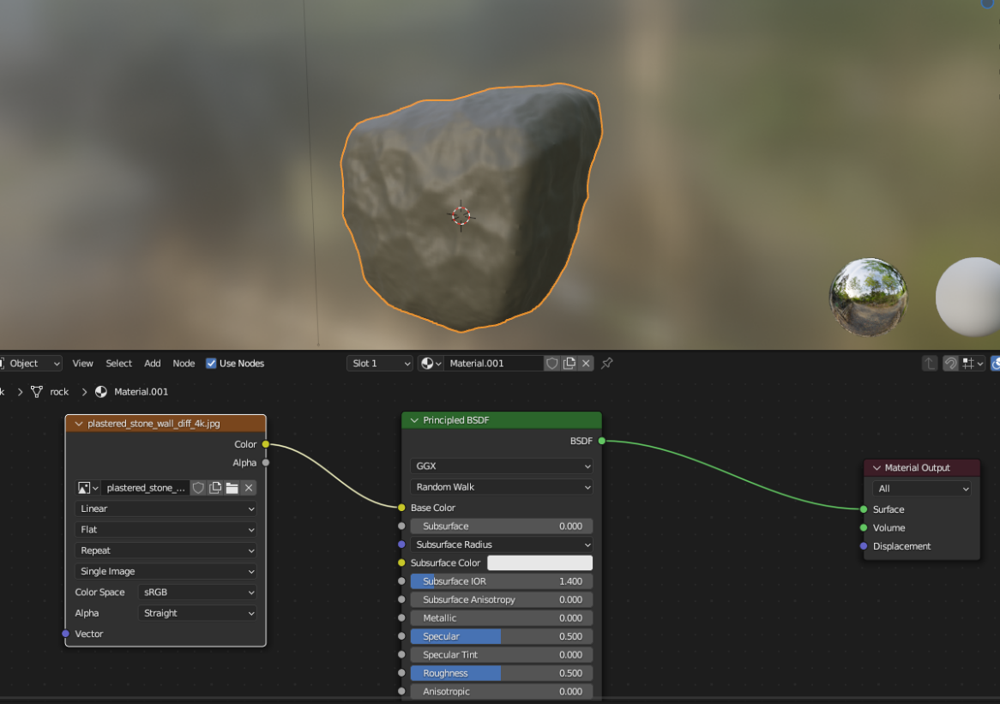 Object View Select Add Node Use Nodes Slot 1 Material.001
k rock Material.001
plastered_stone_wall_diff_4k.jpg
Color
Alpha
plastered_stone_...
Linear
Flat
Repeat
Single Image
Color Space sRGB
Alpha Straight
Vector
Principled BSDF
BSDF
GGX
Random Walk
Base Color
Subsurface 0.000
Subsurface Radius
Subsurface Color
Subsurface IOR 1.400
Subsurface Anisotropy 0.000
Metallic 0.000
Specular 0.500
Specular Tint 0.000
Roughness 0.500
Anisotropic 0.000
Material Output
All
Surface
Volume
Displacement